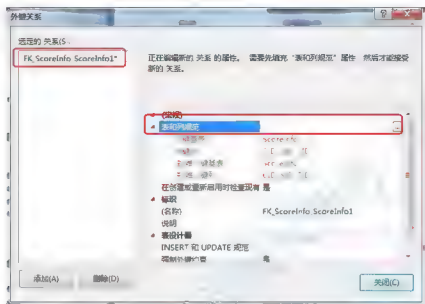 外键关系
选定的 关系(S
FK_ScoreInfo_ScoreInfo1*
正在编辑新的 关系 的属性。 需要先填充“表和列规范”属性 然后才能接受
新的 关系。
(常规)
表和列规范
在创建或重新启用时检查现有 是
标识
(名称) FK_ScoreInfo_ScoreInfo1
说明
表设计器
INSERT 和 UPDATE 规范
强制外键约束 是
添加(A) 删除(D) 关闭(C)